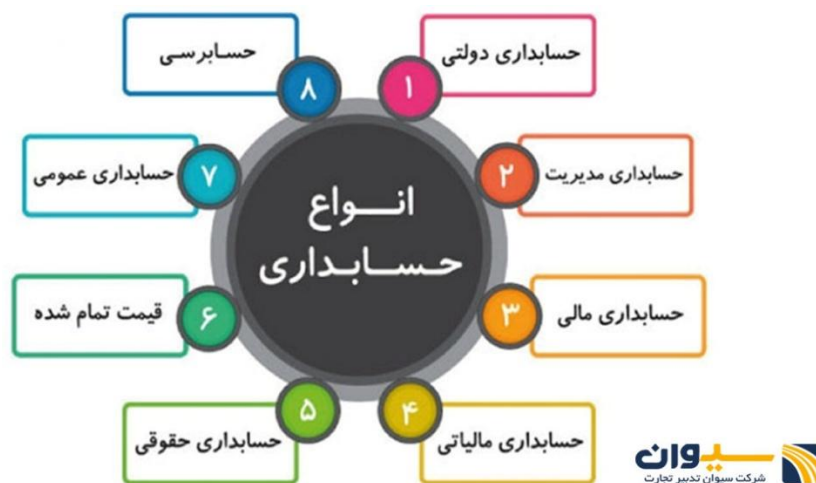 انواع
حسابداری
۱
حسابداری دولتی
۲
حسابداری مدیریت
۳
حسابداری مالی
۴
حسابداری مالیاتی
۵
حسابداری حقوقی
۶
قیمت تمام شده
۷
حسابداری عمومی
۸
حسابرسی
سیوان
شرکت سیوان تدبیر تجارت